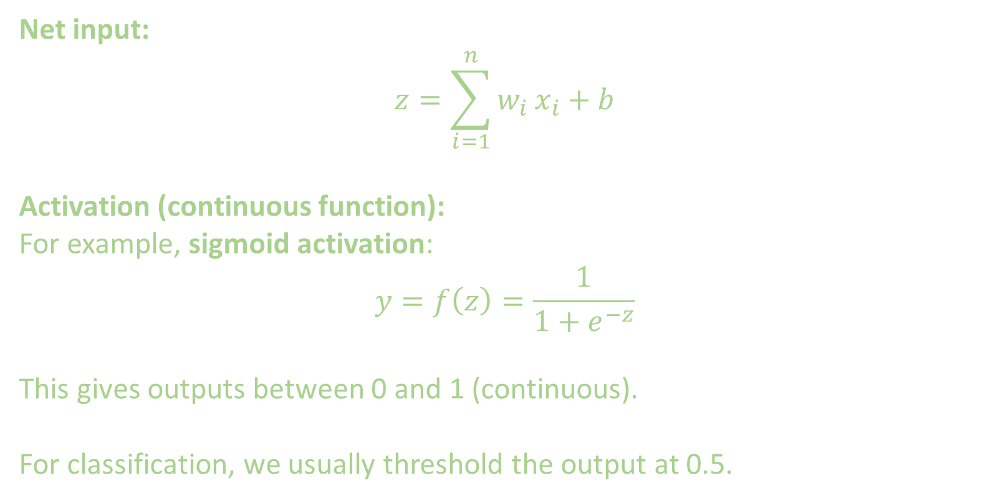 Net input:
z = ∑_{i=1}^{n} w_i x_i + b
Activation (continuous function):
For example, sigmoid activation:
y = f(z) = \frac{1}{1 + e^{-z}}
This gives outputs between 0 and 1 (continuous).
For classification, we usually threshold the output at 0.5.